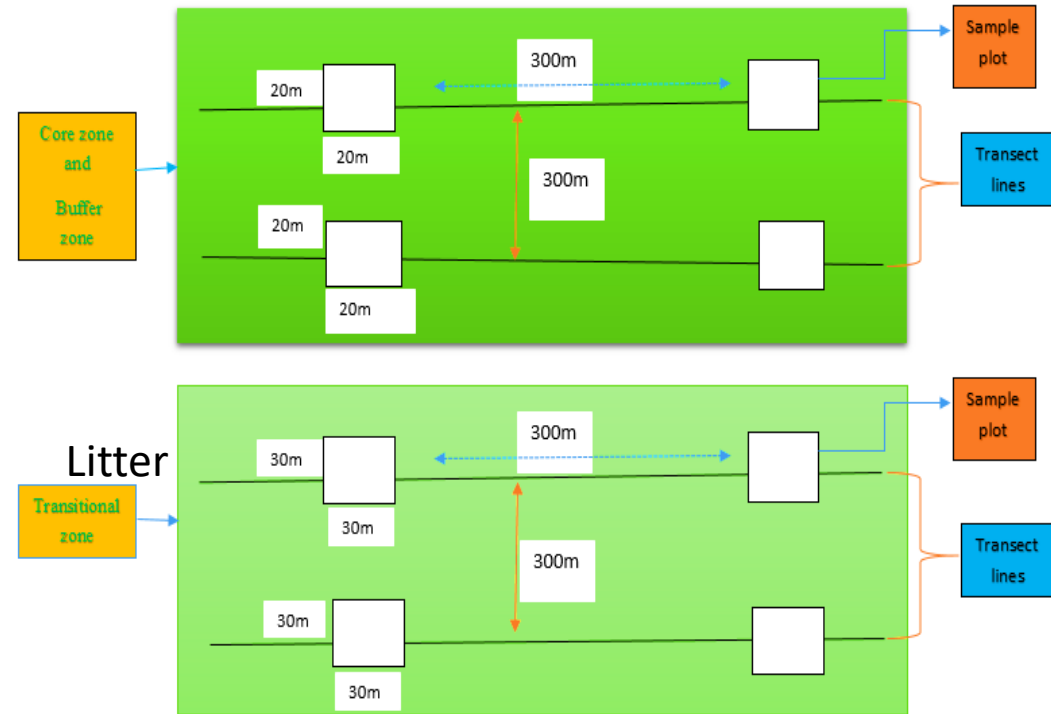 Sample
plot
300m
20m
20m
Core zone
and
Buffer
zone
Transect
lines
300m
20m
20m
Sample
plot
300m
Litter
30m
30m
Transitional
zone
Transect
lines
300m
30m
30m